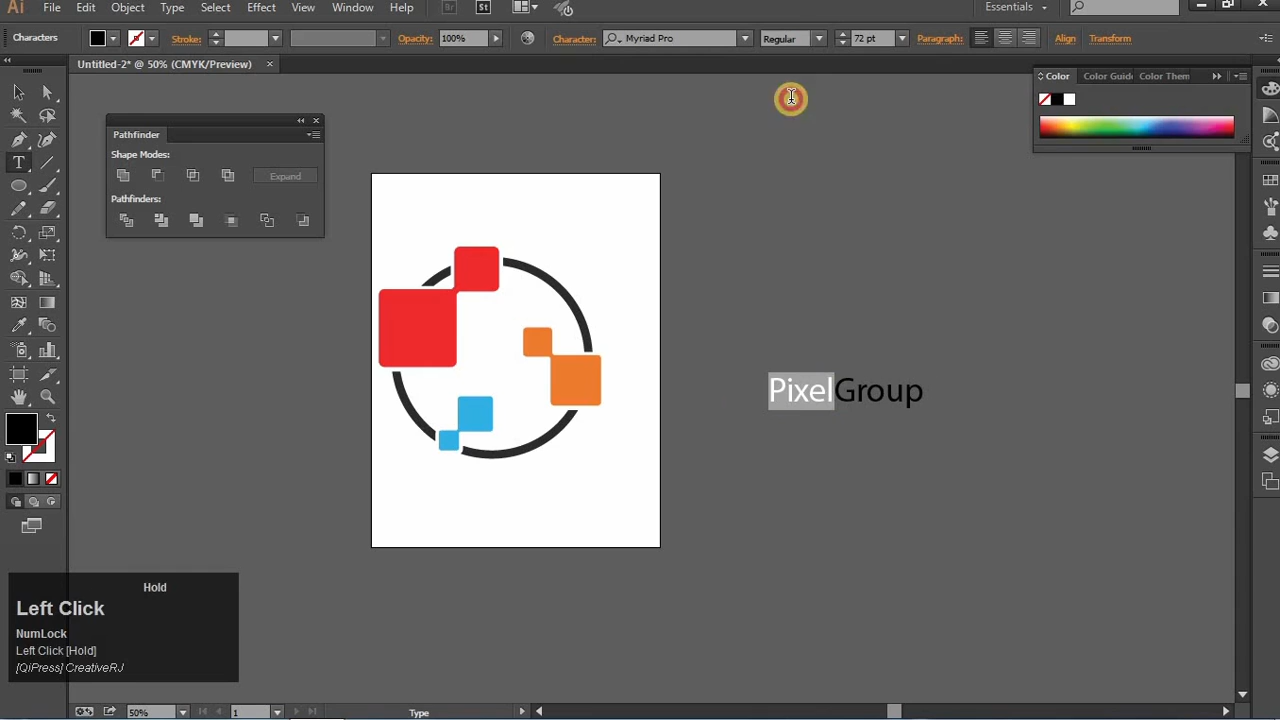 Ai File Edit Object Type Select Effect View Window Help Br St Essentials
Characters Stroke: Opacity: 100% Character: Myriad Pro Regular 72 pt Paragraph: Align Transform
Untitled-2* @ 50% (CMYK/Preview) ×
Color Color Guid Color Them
Pathfinder
Shape Modes:
Expand
Pathfinders:
T
PixelGroup
Hold
Left Click
NumLock
Left Click [Hold]
[QiPress] CreativeRJ
50% 1 Type